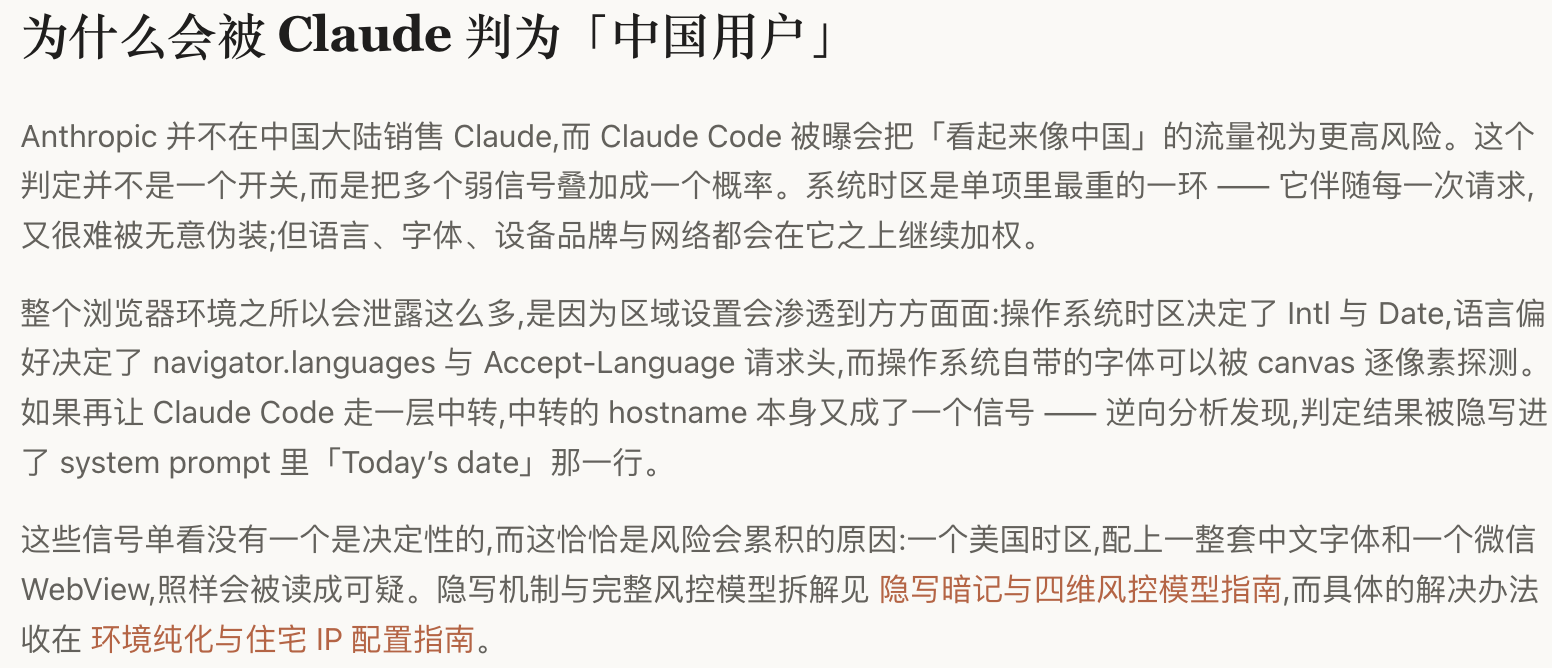 为什么会被 Claude 判为「中国用户」
Anthropic 并不在中国大陆销售 Claude,而 Claude Code 被曝会把「看起来像中国」的流量视为更高风险。这个
判定并不是一个开关,而是把多个弱信号叠加成一个概率。系统时区是单项里最重的一环 —— 它伴随每一次请求,
又很难被无意伪装;但语言、字体、设备品牌与网络都会在它之上继续加权。
整个浏览器环境之所以会泄露这么多,是因为区域设置会渗透到方方面面:操作系统时区决定了 Intl 与 Date,语言偏
好决定了 navigator.languages 与 Accept-Language 请求头,而操作系统自带的字体可以被 canvas 逐像素探测。
如果再让 Claude Code 走一层中转,中转的 hostname 本身又成了一个信号 —— 逆向分析发现,判定结果被隐写进
了 system prompt 里「Today’s date」那一行。
这些信号单看没有一个是决定性的,而这恰恰是风险会累积的原因:一个美国时区,配上一整套中文字体和一个微信
WebView,照样会被读成可疑。隐写机制与完整风控模型拆解见 隐写暗记与四维风控模型指南,而具体的解决办法
收在 环境纯化与住宅 IP 配置指南。